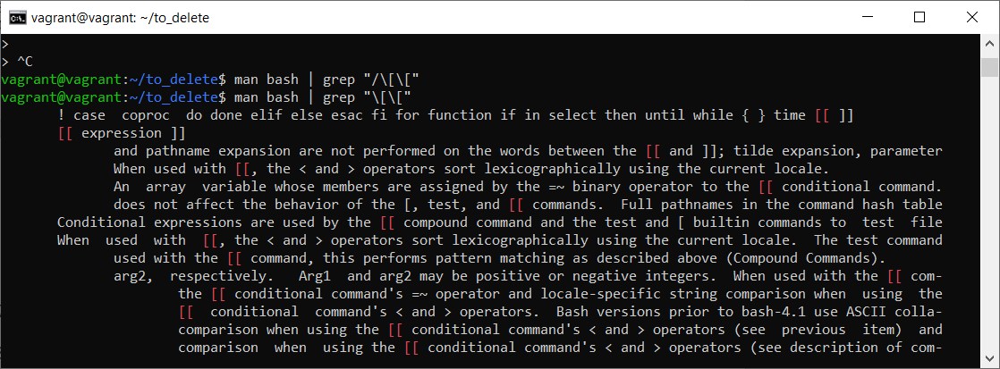 vagrant@vagrant: ~/to_delete
>
> ^C
vagrant@vagrant:~/to_delete$ man bash | grep "/\[\["
vagrant@vagrant:~/to_delete$ man bash | grep "\[\["
       ! case  coproc  do done elif else esac fi for function if in select then until while { } time [[ ]]
       [[ expression ]]
              and pathname expansion are not performed on the words between the [[ and ]]; tilde expansion, parameter
              When used with [[, the < and > operators sort lexicographically using the current locale.
              An  array  variable whose members are assigned by the =~ binary operator to the [[ conditional command.
              does not affect the behavior of the [, test, and [[ commands.  Full pathnames in the command hash table
       Conditional expressions are used by the [[ compound command and the test and [ builtin commands to  test  file
       When  used  with  [[, the < and > operators sort lexicographically using the current locale.  The test command
              used with the [[ command, this performs pattern matching as described above (Compound Commands).
              arg2,  respectively.   Arg1  and arg2 may be positive or negative integers.  When used with the [[ com-
                      the [[ conditional command's =~ operator and locale-specific string comparison when  using  the
                      [[  conditional  command's < and > operators.  Bash versions prior to bash-4.1 use ASCII colla-
                      comparison when using the [[ conditional command's < and > operators (see  previous  item)  and
                      comparison  when  using the [[ conditional command's < and > operators (see description of com-